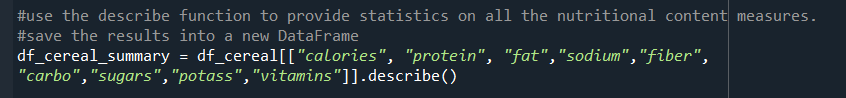 #use the describe function to provide statistics on all the nutritional content measures.
#save the results into a new DataFrame
df_cereal_summary = df_cereal[["calories", "protein", "fat","sodium","fiber",
"carbo","sugars","potass","vitamins"]].describe()